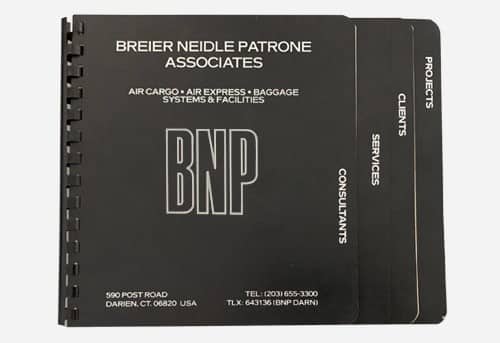 BREIER NEIDLE PATRONE
ASSOCIATES
AIR CARGO • AIR EXPRESS • BAGGAGE
SYSTEMS & FACILITIES
BNP
590 POST ROAD
DARIEN, CT. 06820 USA
TEL: (203) 655-3300
TLX: 643136 (BNP DARN)
CONSULTANTS
SERVICES
CLIENTS
PROJECTS